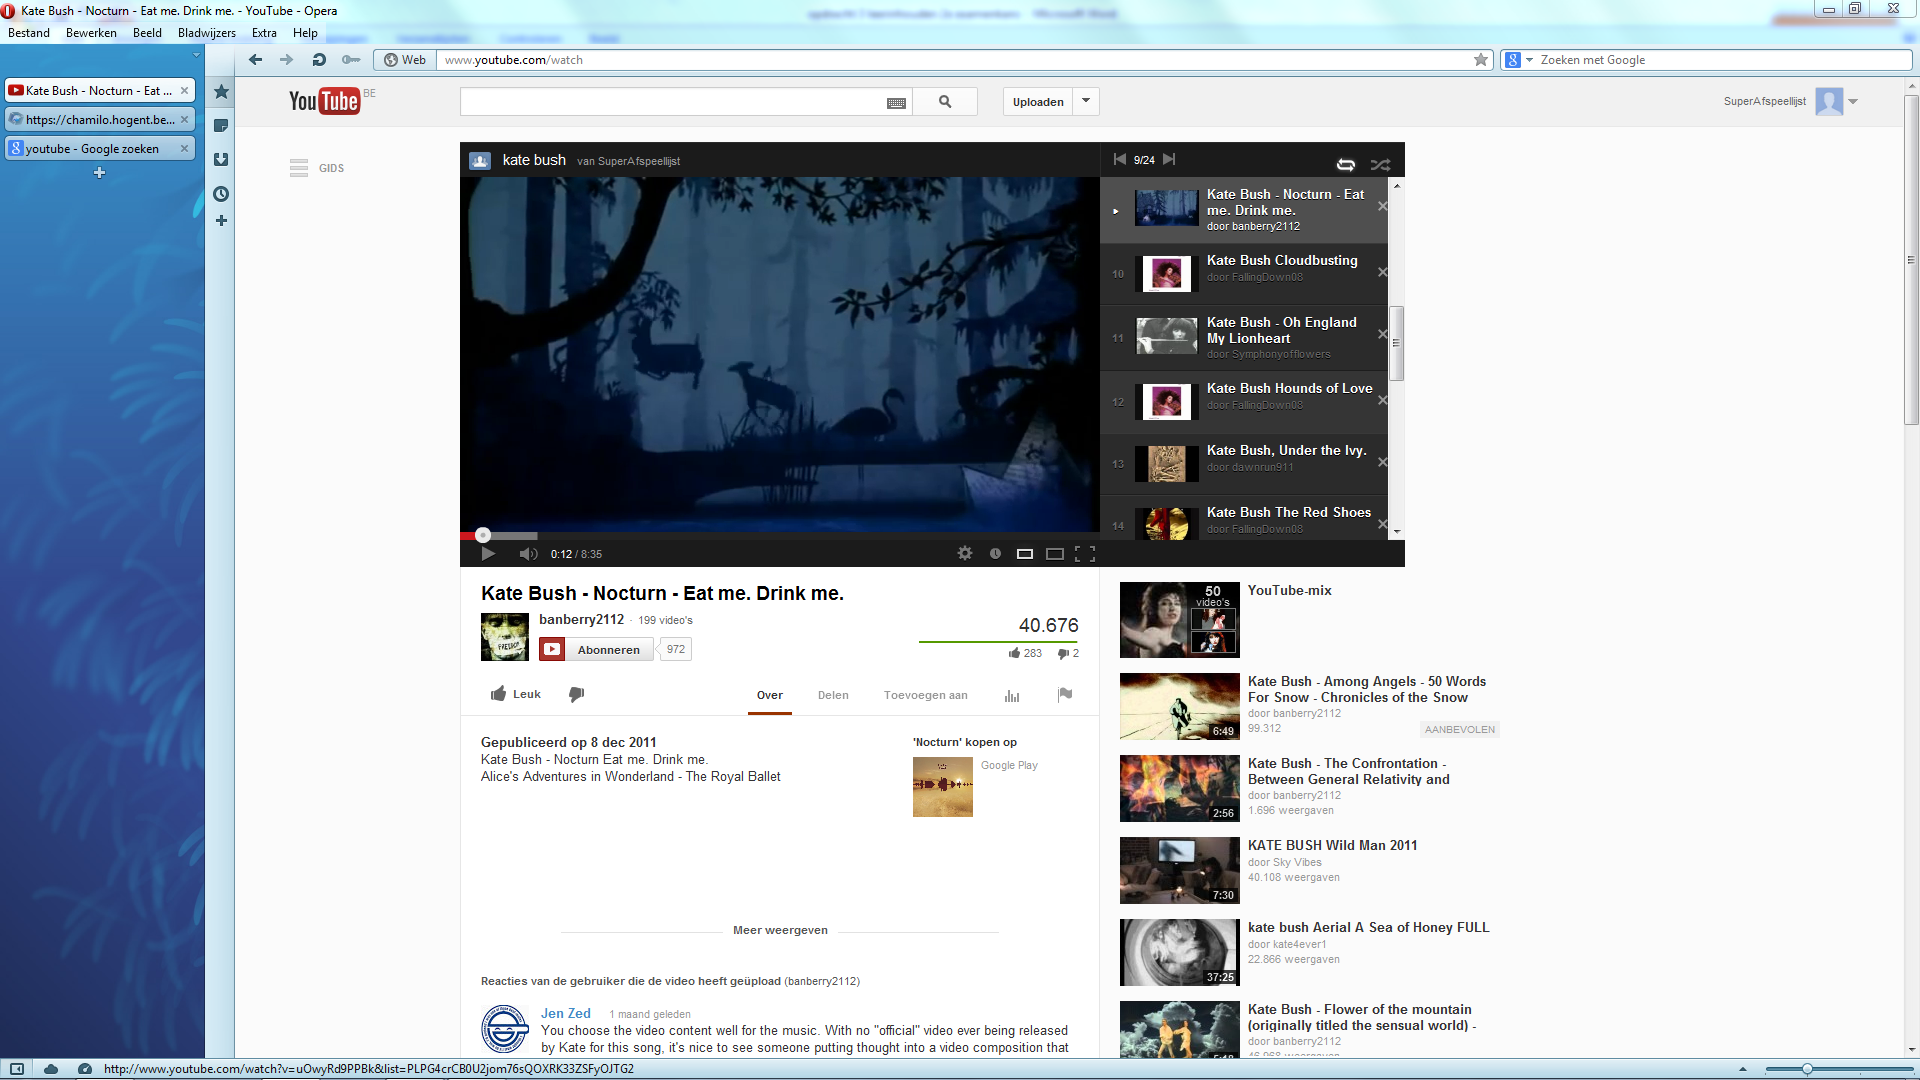 Kate Bush - Nocturn - Eat me. Drink me. - YouTube - Opera
Bestand Bewerken Beeld Bladwijzers Extra Help
Web www.youtube.com/watch
Zoeken met Google
Kate Bush - Nocturn - Eat ...
https://chamilo.hogent.be...
youtube - Google zoeken
YouTube BE
Uploaden
SuperAfspeellijst
GIDS
kate bush van SuperAfspeellijst
9/24
Kate Bush - Nocturn - Eat
me. Drink me.
door banberry2112
10
Kate Bush Cloudbusting
door FallingDown08
11
Kate Bush - Oh England
My Lionheart
door Symphonyofflowers
12
Kate Bush Hounds of Love
door FallingDown08
13
Kate Bush, Under the Ivy.
door dawnrun911
14
Kate Bush The Red Shoes
door FallingDown08
0:12 / 8:35
Kate Bush - Nocturn - Eat me. Drink me.
banberry2112 · 199 video's
Abonneren 972
40.676
283 2
Leuk
Over Delen Toevoegen aan
Gepubliceerd op 8 dec 2011
Kate Bush - Nocturn Eat me. Drink me.
Alice's Adventures in Wonderland - The Royal Ballet
'Nocturn' kopen op
Google Play
Meer weergeven
Reacties van de gebruiker die de video heeft geüpload (banberry2112)
Jen Zed 1 maand geleden
You choose the video content well for the music. With no "official" video ever being released
by Kate for this song, it's nice to see someone putting thought into a video composition that
50
video's
YouTube-mix
Kate Bush - Among Angels - 50 Words
For Snow - Chronicles of the Snow
door banberry2112
99.312
AANBEVOLEN
6:49
Kate Bush - The Confrontation -
Between General Relativity and
door banberry2112
1.696 weergaven
2:56
KATE BUSH Wild Man 2011
door Sky Vibes
40.108 weergaven
7:30
kate bush Aerial A Sea of Honey FULL
door kate4ever1
22.866 weergaven
37:25
Kate Bush - Flower of the mountain
(originally titled the sensual world) -
door banberry2112
http://www.youtube.com/watch?v=uOwyRd9PPBk&list=PLPG4crCB0U2jom76sQOXRK33ZSFyOJTG2